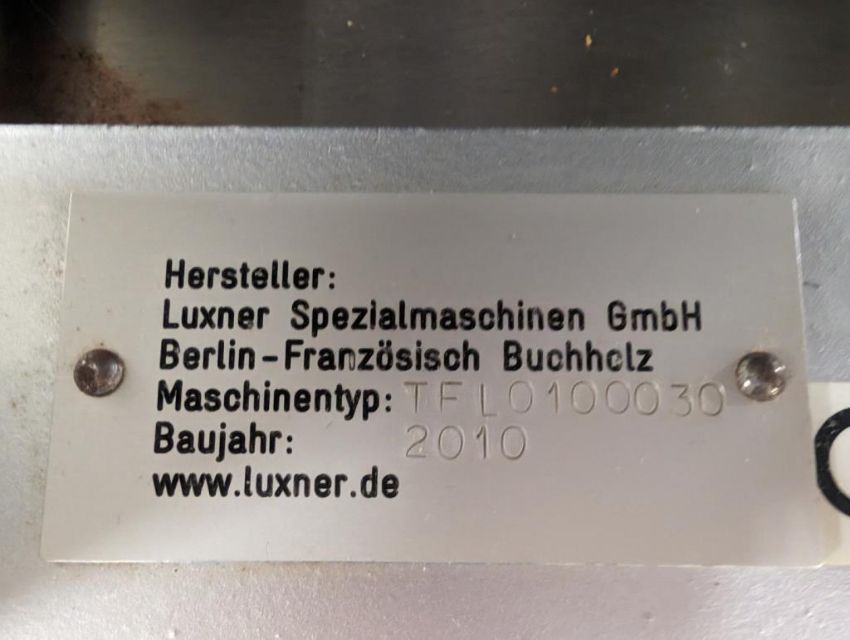 Hersteller:
Luxner Spezialmaschinen GmbH
Berlin-Französisch Buchholz
Maschinentyp: TFL0100030
Baujahr: 2010
www.luxner.de